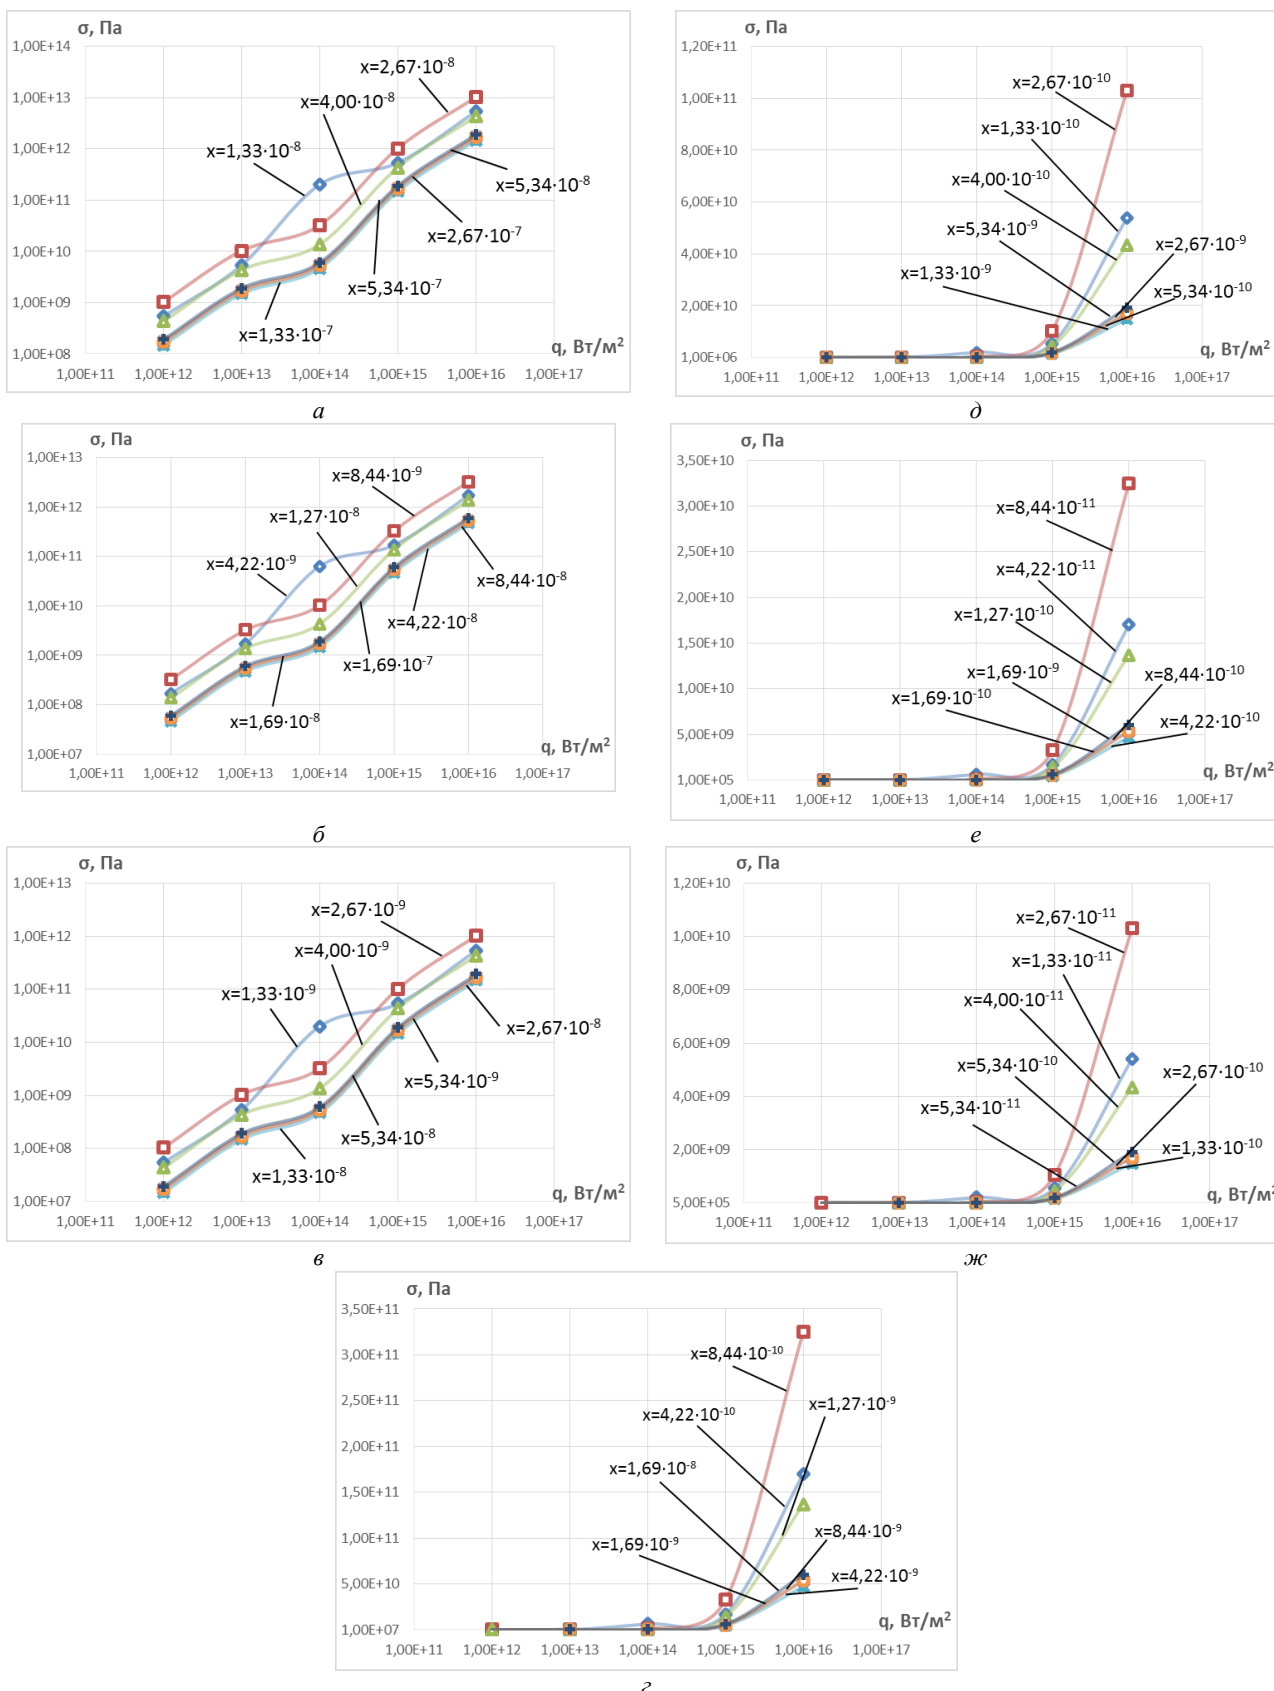 σ, Па
1,00E+14
1,00E+13
1,00E+12
1,00E+11
1,00E+10
1,00E+09
1,00E+08
x=2,67·10⁻⁸
x=4,00·10⁻⁸
x=1,33·10⁻⁸
x=5,34·10⁻⁸
x=2,67·10⁻⁷
x=5,34·10⁻⁷
x=1,33·10⁻⁷
q, Вт/м²
1,00E+11 1,00E+12 1,00E+13 1,00E+14 1,00E+15 1,00E+16 1,00E+17
а
σ, Па
1,20E+11
1,00E+11
8,00E+10
6,00E+10
4,00E+10
2,00E+10
1,00E+06
x=2,67·10⁻¹⁰
x=1,33·10⁻¹⁰
x=4,00·10⁻¹⁰
x=5,34·10⁻⁹
x=2,67·10⁻⁹
x=1,33·10⁻⁹
x=5,34·10⁻¹⁰
q, Вт/м²
1,00E+11 1,00E+12 1,00E+13 1,00E+14 1,00E+15 1,00E+16 1,00E+17
д
σ, Па
1,00E+13
1,00E+12
1,00E+11
1,00E+10
1,00E+09
1,00E+08
1,00E+07
x=8,44·10⁻⁹
x=1,27·10⁻⁸
x=4,22·10⁻⁹
x=8,44·10⁻⁸
x=4,22·10⁻⁸
x=1,69·10⁻⁷
x=1,69·10⁻⁸
q, Вт/м²
1,00E+11 1,00E+12 1,00E+13 1,00E+14 1,00E+15 1,00E+16 1,00E+17
б
σ, Па
3,50E+10
3,00E+10
2,50E+10
2,00E+10
1,50E+10
1,00E+10
5,00E+09
1,00E+05
x=8,44·10⁻¹¹
x=4,22·10⁻¹¹
x=1,27·10⁻¹⁰
x=1,69·10⁻⁹
x=8,44·10⁻¹⁰
x=1,69·10⁻¹⁰
x=4,22·10⁻¹⁰
q, Вт/м²
1,00E+11 1,00E+12 1,00E+13 1,00E+14 1,00E+15 1,00E+16 1,00E+17
е
σ, Па
1,00E+13
1,00E+12
1,00E+11
1,00E+10
1,00E+09
1,00E+08
1,00E+07
x=2,67·10⁻⁹
x=4,00·10⁻⁹
x=1,33·10⁻⁹
x=2,67·10⁻⁸
x=5,34·10⁻⁹
x=5,34·10⁻⁸
x=1,33·10⁻⁸
q, Вт/м²
1,00E+11 1,00E+12 1,00E+13 1,00E+14 1,00E+15 1,00E+16 1,00E+17
в
σ, Па
1,20E+10
1,00E+10
8,00E+09
6,00E+09
4,00E+09
2,00E+09
5,00E+05
x=2,67·10⁻¹¹
x=1,33·10⁻¹¹
x=4,00·10⁻¹¹
x=5,34·10⁻¹⁰
x=2,67·10⁻¹⁰
x=5,34·10⁻¹¹
x=1,33·10⁻¹⁰
q, Вт/м²
1,00E+11 1,00E+12 1,00E+13 1,00E+14 1,00E+15 1,00E+16 1,00E+17
ж
σ, Па
3,50E+11
3,00E+11
2,50E+11
2,00E+11
1,50E+11
1,00E+11
5,00E+10
1,00E+07
x=8,44·10⁻¹⁰
x=1,27·10⁻⁹
x=4,22·10⁻¹⁰
x=1,69·10⁻⁸
x=8,44·10⁻⁹
x=1,69·10⁻⁹
x=4,22·10⁻⁹
q, Вт/м²
1,00E+11 1,00E+12 1,00E+13 1,00E+14 1,00E+15 1,00E+16 1,00E+17
г